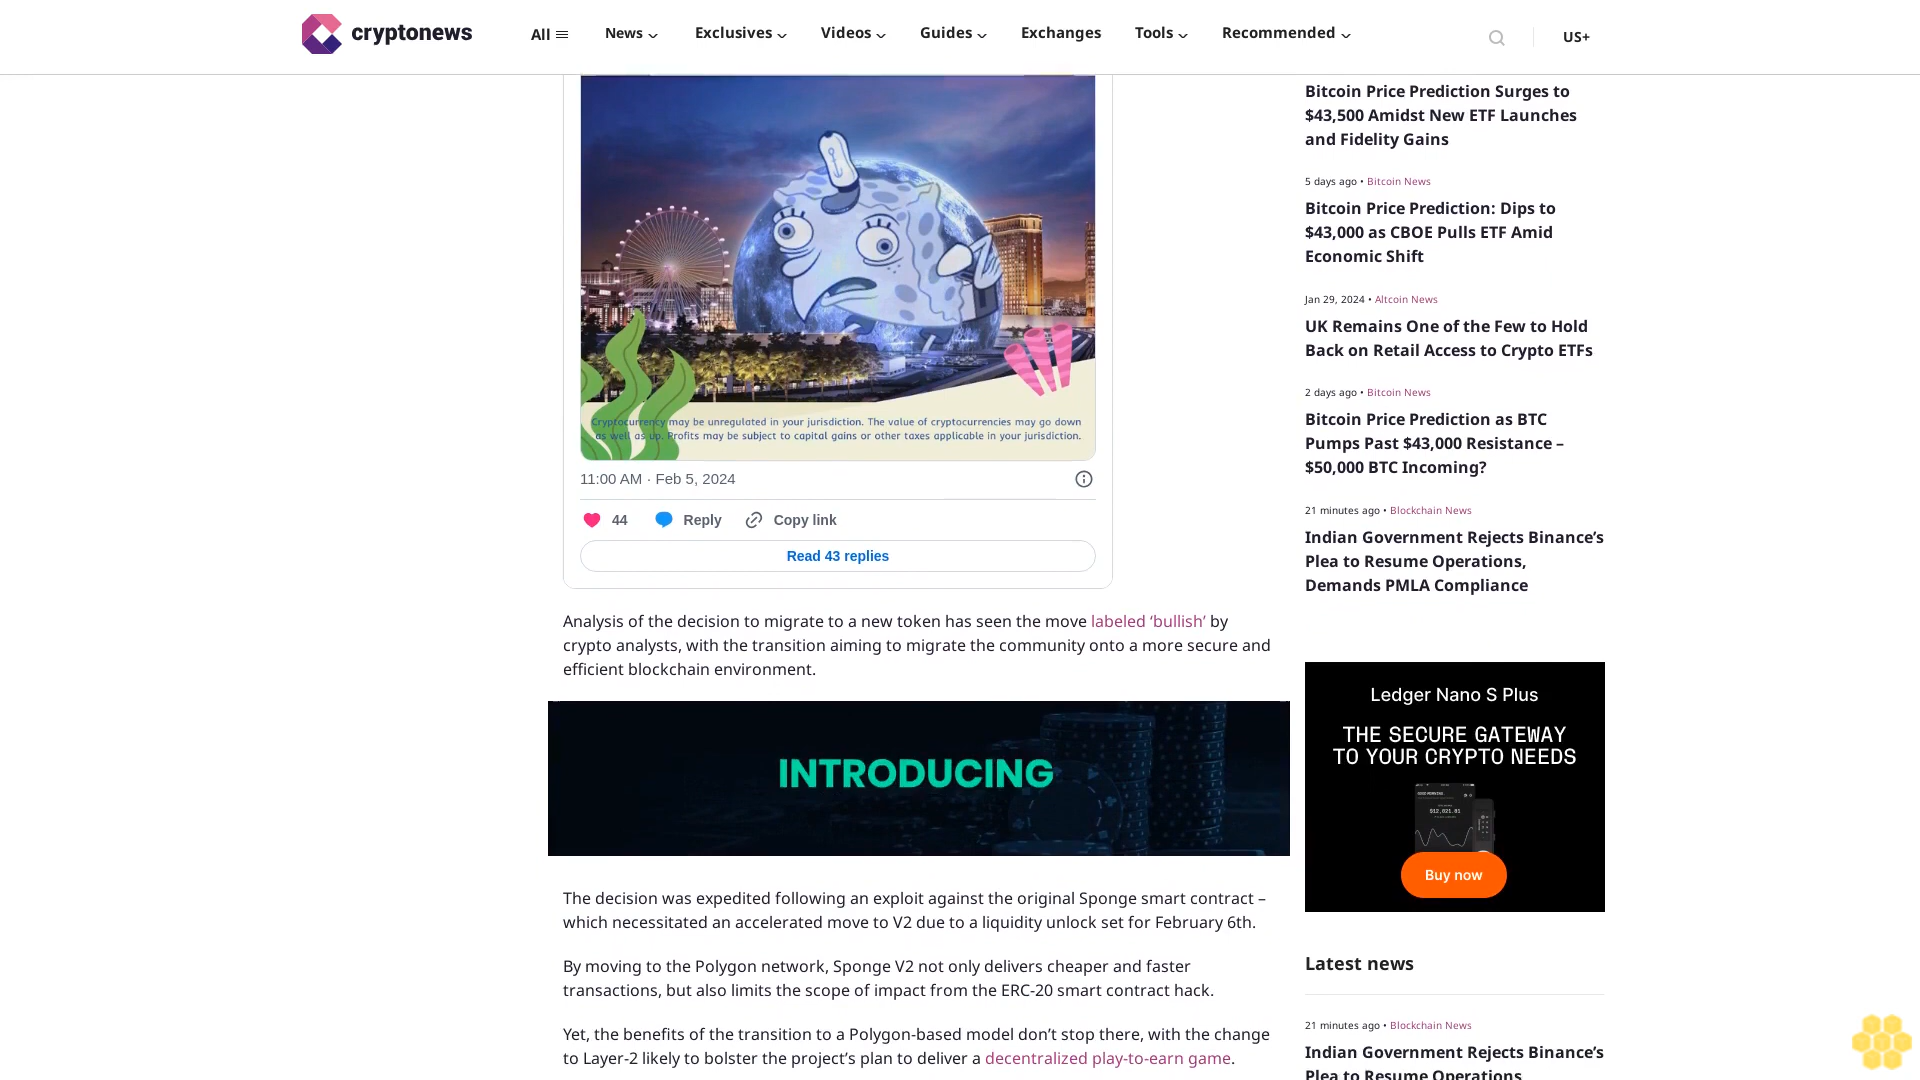 cryptonews
All
News
Exclusives
Videos
Guides
Exchanges
Tools
Recommended
US+
Cryptocurrency may be unregulated in your jurisdiction. The value of cryptocurrencies may go down
as well as up. Profits may be subject to capital gains or other taxes applicable in your jurisdiction.
11:00 AM · Feb 5, 2024
44
Reply
Copy link
Read 43 replies
Analysis of the decision to migrate to a new token has seen the move labeled ‘bullish’ by
crypto analysts, with the transition aiming to migrate the community onto a more secure and
efficient blockchain environment.
INTRODUCING
The decision was expedited following an exploit against the original Sponge smart contract –
which necessitated an accelerated move to V2 due to a liquidity unlock set for February 6th.
By moving to the Polygon network, Sponge V2 not only delivers cheaper and faster
transactions, but also limits the scope of impact from the ERC-20 smart contract hack.
Yet, the benefits of the transition to a Polygon-based model don’t stop there, with the change
to Layer-2 likely to bolster the project’s plan to deliver a decentralized play-to-earn game.
Bitcoin Price Prediction Surges to
$43,500 Amidst New ETF Launches
and Fidelity Gains
5 days ago • Bitcoin News
Bitcoin Price Prediction: Dips to
$43,000 as CBOE Pulls ETF Amid
Economic Shift
Jan 29, 2024 • Altcoin News
UK Remains One of the Few to Hold
Back on Retail Access to Crypto ETFs
2 days ago • Bitcoin News
Bitcoin Price Prediction as BTC
Pumps Past $43,000 Resistance –
$50,000 BTC Incoming?
21 minutes ago • Blockchain News
Indian Government Rejects Binance’s
Plea to Resume Operations,
Demands PMLA Compliance
Ledger Nano S Plus
THE SECURE GATEWAY
TO YOUR CRYPTO NEEDS
$12,021.01
Buy now
Latest news
21 minutes ago • Blockchain News
Indian Government Rejects Binance’s
Plea to Resume Operations,